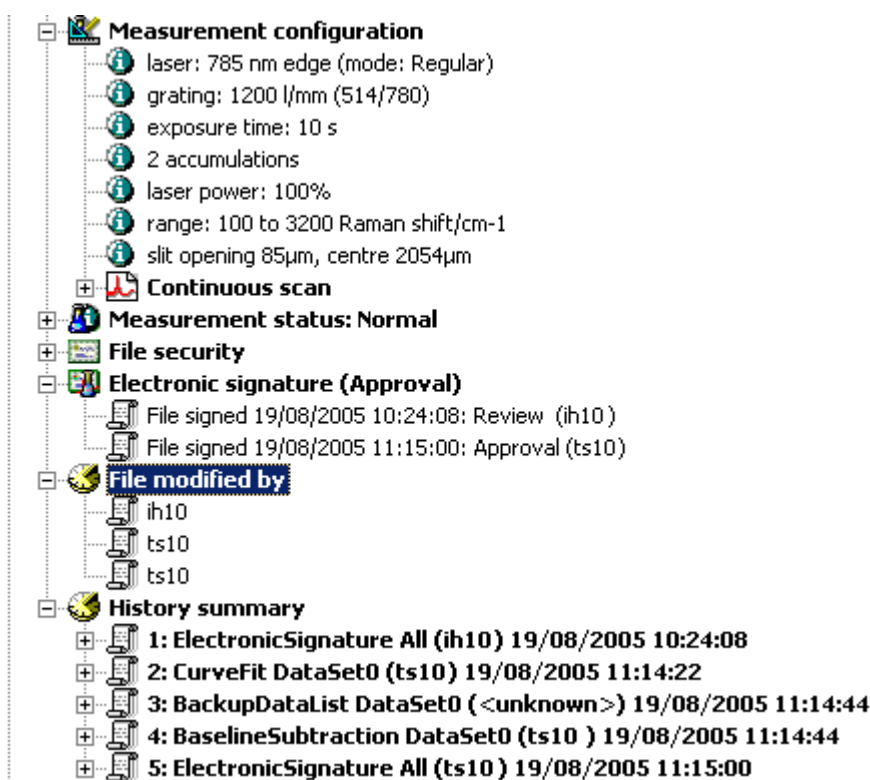 Measurement configuration
laser: 785 nm edge (mode: Regular)
grating: 1200 l/mm (514/780)
exposure time: 10 s
2 accumulations
laser power: 100%
range: 100 to 3200 Raman shift/cm-1
slit opening 85µm, centre 2054µm
Continuous scan
Measurement status: Normal
File security
Electronic signature (Approval)
File signed 19/08/2005 10:24:08: Review (ih10)
File signed 19/08/2005 11:15:00: Approval (ts10)
File modified by
ih10
ts10
ts10
History summary
1: ElectronicSignature All (ih10) 19/08/2005 10:24:08
2: CurveFit DataSet0 (ts10) 19/08/2005 11:14:22
3: BackupDataList DataSet0 (<unknown>) 19/08/2005 11:14:44
4: BaselineSubtraction DataSet0 (ts10 ) 19/08/2005 11:14:44
5: ElectronicSignature All (ts10) 19/08/2005 11:15:00